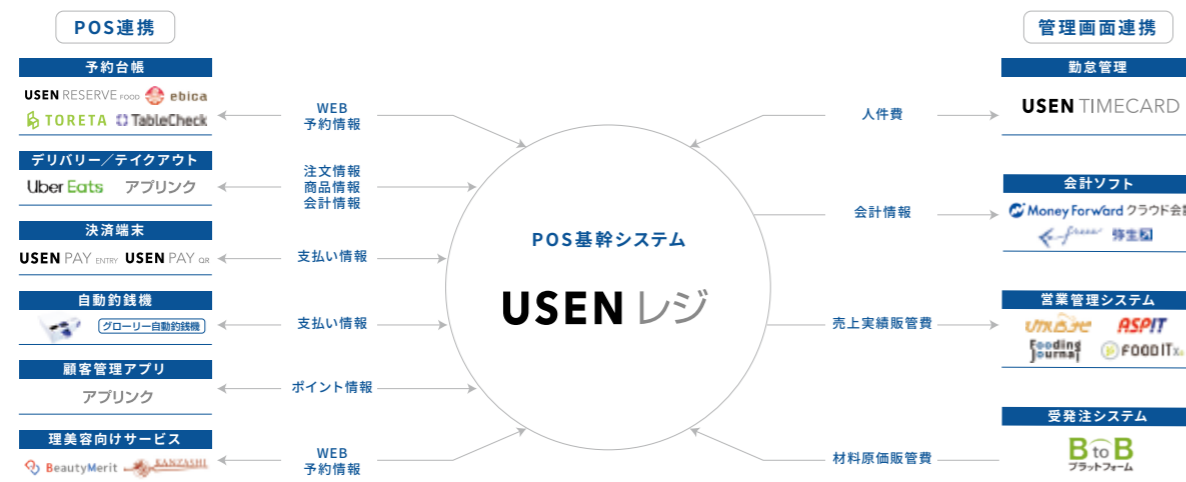 POS連携
予約台帳
USEN RESERVE FOOD ebica
TORETA TableCheck
WEB
予約情報
デリバリー／テイクアウト
Uber Eats アプリンク
注文情報
商品情報
会計情報
決済端末
USEN PAY ENTRY USEN PAY QR
支払い情報
自動釣銭機
グローリー自動釣銭機
支払い情報
顧客管理アプリ
アプリンク
ポイント情報
理美容向けサービス
BeautyMerit KANZASHI
WEB
予約情報
POS基幹システム
USEN レジ
管理画面連携
勤怠管理
USEN TIMECARD
人件費
会計ソフト
Money Forward クラウド会計
freee 弥生
会計情報
営業管理システム
ASPIT
Fooding Journal
FOODIT
売上実績販管費
受発注システム
BtoB
プラットフォーム
材料原価販管費